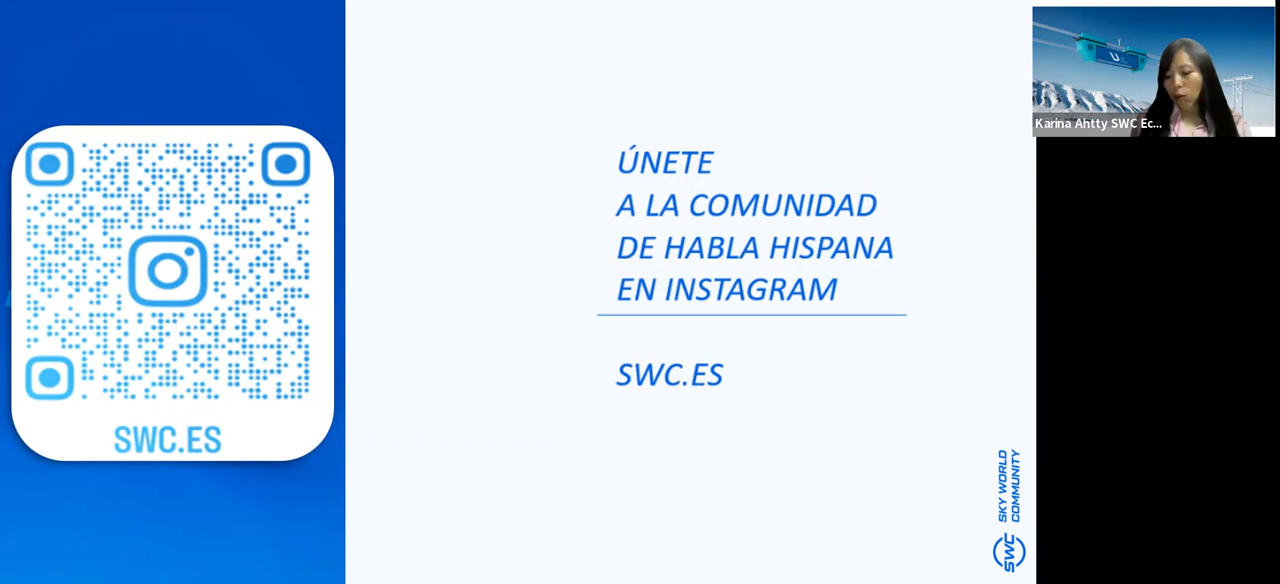 SWC.ES
ÚNETE
A LA COMUNIDAD
DE HABLA HISPANA
EN INSTAGRAM
SWC.ES
SWC
SKY WORLD
COMMUNITY
Karina Ahtty SWC Ec...